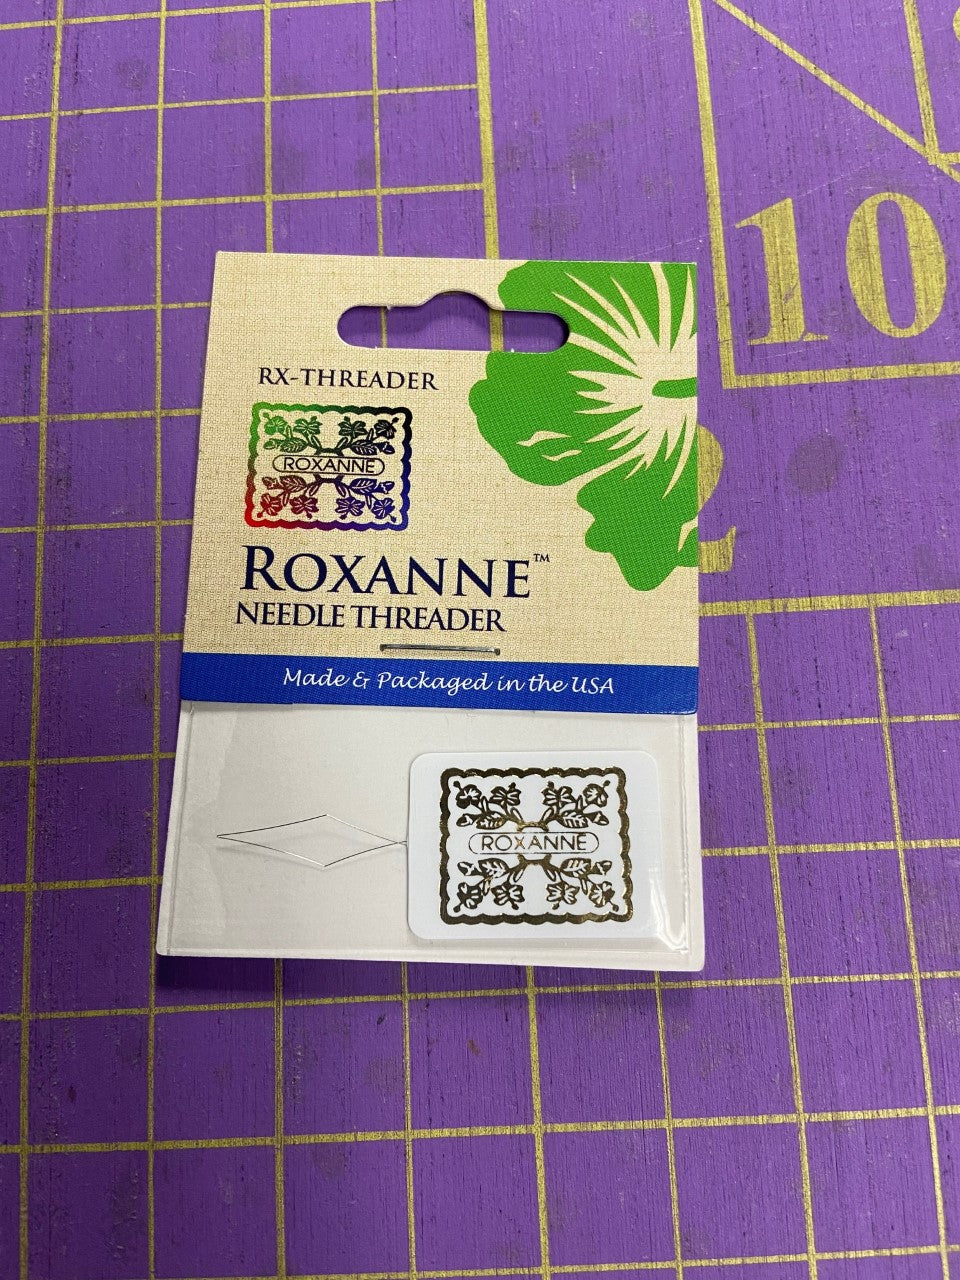 10
RX-THREADER
ROXANNE
ROXANNE™
NEEDLE THREADER
Made & Packaged in the USA
ROXANNE